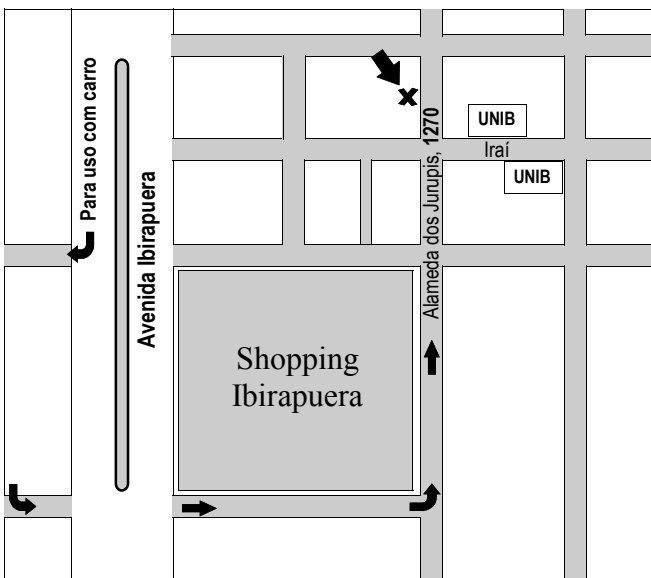 Para uso com carro
Avenida Ibirapuera
Alameda dos Jurupis, 1270
X
UNIB
Iraí
UNIB
Shopping
Ibirapuera